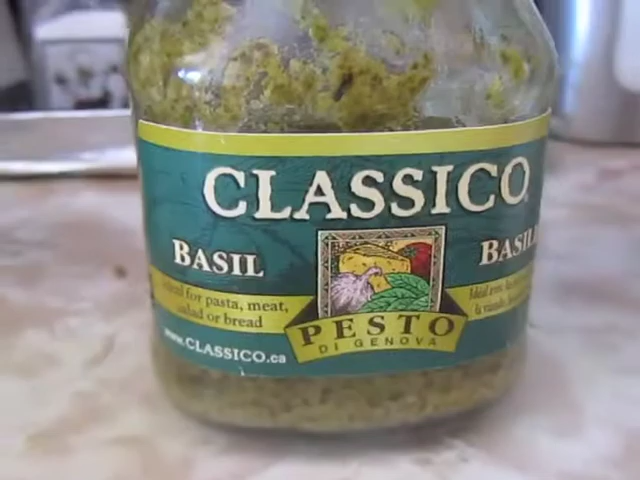 CLASSICO
BASIL
BASIL
Ideal for pasta, meat,
salad or bread
PESTO
DI GENOVA
www.CLASSICO.ca